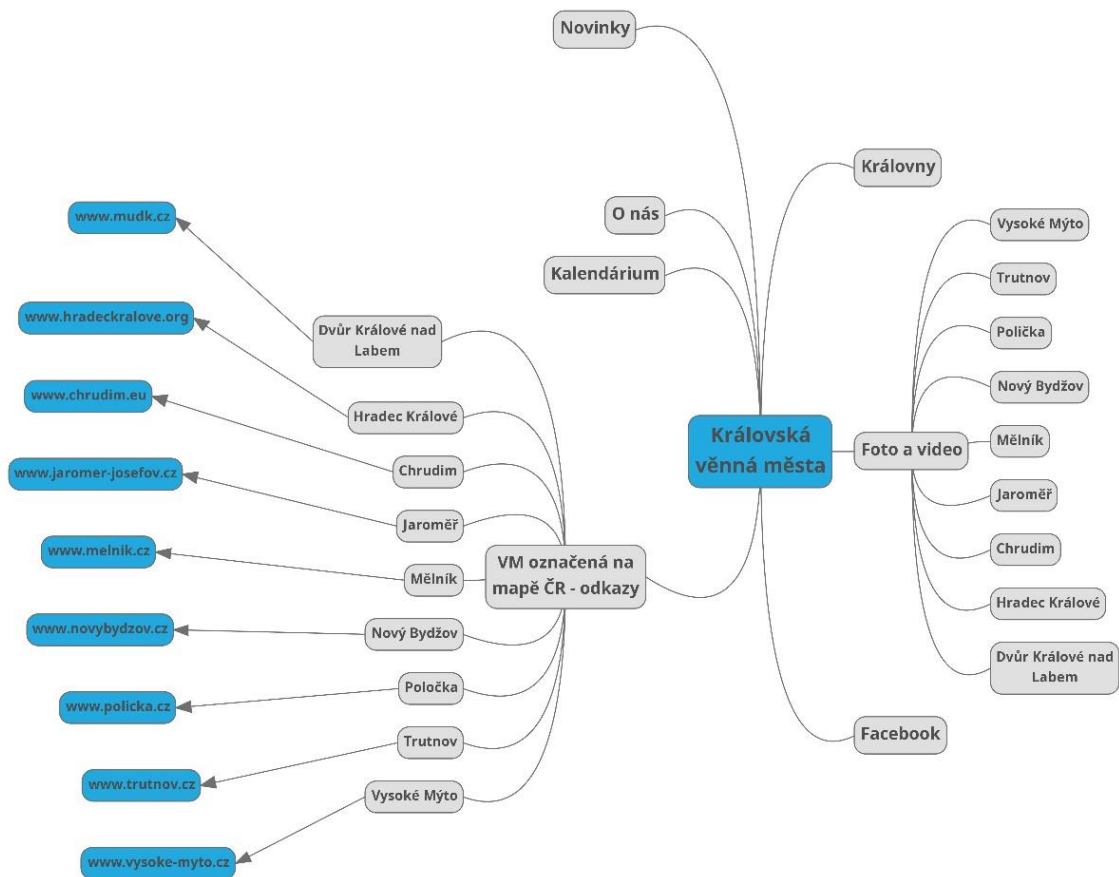 Novinky
Královny
O nás
Kalendárium
Vysoké Mýto
Trutnov
Polička
Nový Bydžov
Mělník
Jaroměř
Chrudim
Hradec Králové
Dvůr Králové nad
Labem
Foto a video
Královská
věnná města
Facebook
VM označená na
mapě ČR - odkazy
Dvůr Králové nad
Labem
Hradec Králové
Chrudim
Jaroměř
Mělník
Nový Bydžov
Poločka
Trutnov
Vysoké Mýto
www.mudk.cz
www.hradeckralove.org
www.chrudim.eu
www.jaromer-josefov.cz
www.melnik.cz
www.novybydzov.cz
www.policka.cz
www.trutnov.cz
www.vysoke-myto.cz